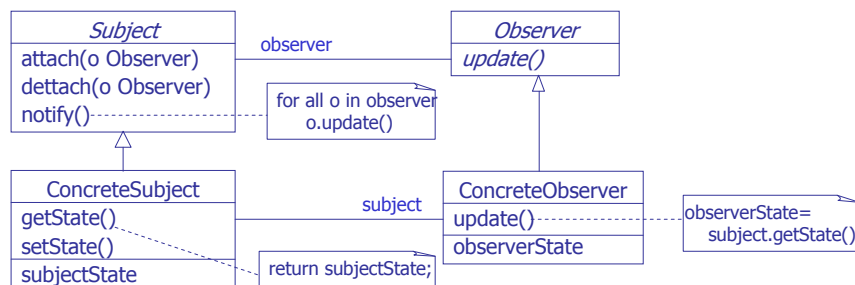 Subject
attach(o Observer)
dettach(o Observer)
notify()
observer
Observer
update()
for all o in observer
o.update()
ConcreteSubject
getState()
setState()
subjectState
subject
return subjectState;
ConcreteObserver
update()
observerState
observerState=
subject.getState()